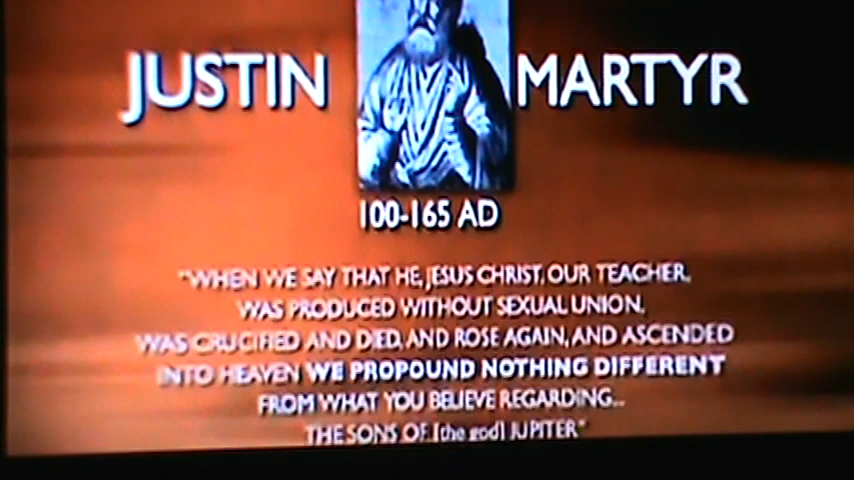 JUSTIN MARTYR
100-165 AD
"WHEN WE SAY THAT HE, JESUS CHRIST, OUR TEACHER,
WAS PRODUCED WITHOUT SEXUAL UNION,
WAS CRUCIFIED AND DIED, AND ROSE AGAIN, AND ASCENDED
INTO HEAVEN WE PROPOUND NOTHING DIFFERENT
FROM WHAT YOU BELIEVE REGARDING...
THE SONS OF [the god] JUPITER"